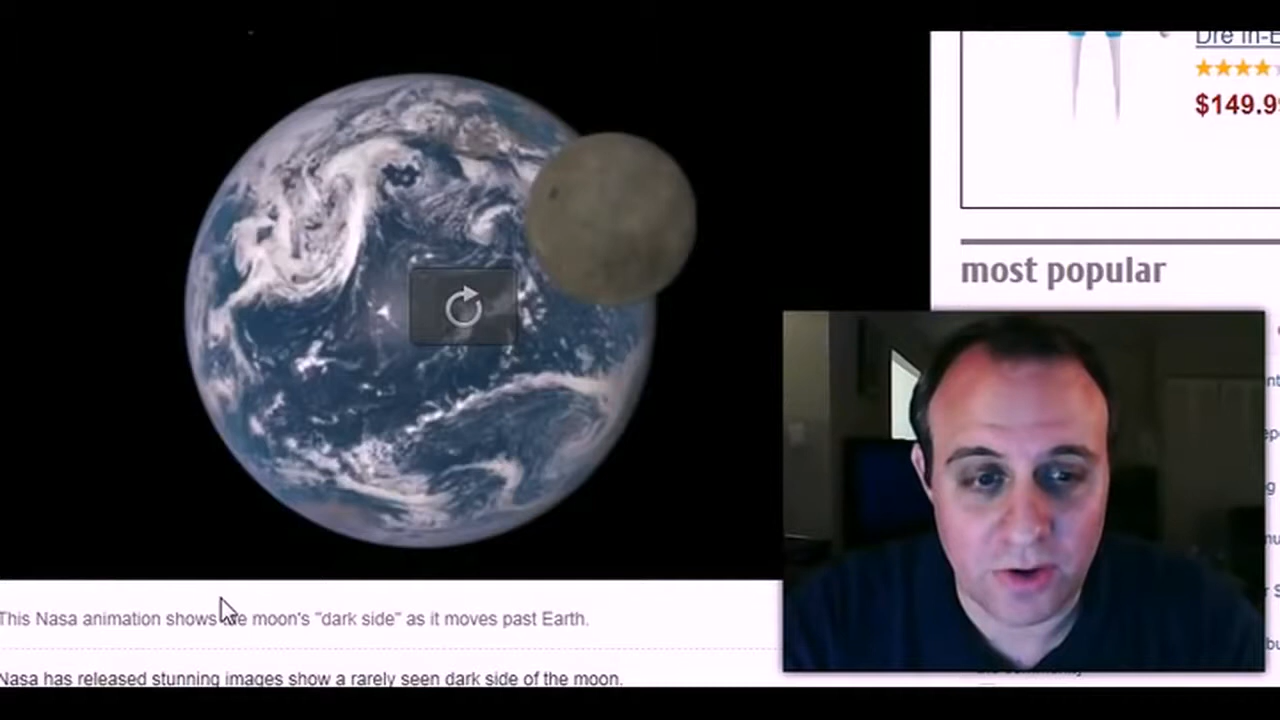 Dre In-E
$149.9
most popular
This Nasa animation shows moon's "dark side" as it moves past Earth.
Nasa has released stunning images show a rarely seen dark side of the moon.